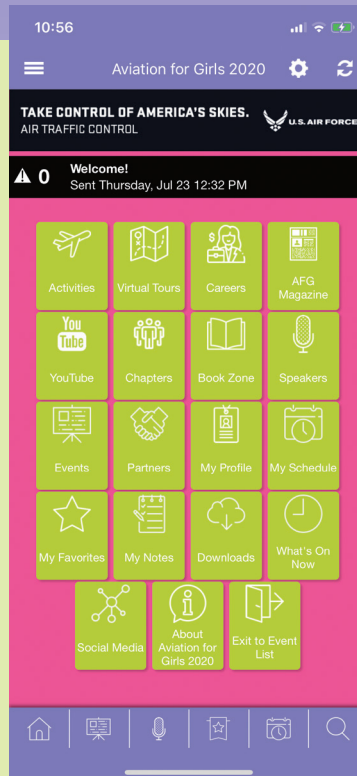 10:56
Aviation for Girls 2020
TAKE CONTROL OF AMERICA'S SKIES.
AIR TRAFFIC CONTROL
U.S. AIR FORCE
0
Welcome!
Sent Thursday, Jul 23 12:32 PM
Activities
Virtual Tours
Careers
AFG
Magazine
You
Tube
YouTube
Chapters
Book Zone
Speakers
Events
Partners
My Profile
My Schedule
My Favorites
My Notes
Downloads
What's On
Now
Social Media
About
Aviation for
Girls 2020
Exit to Event
List